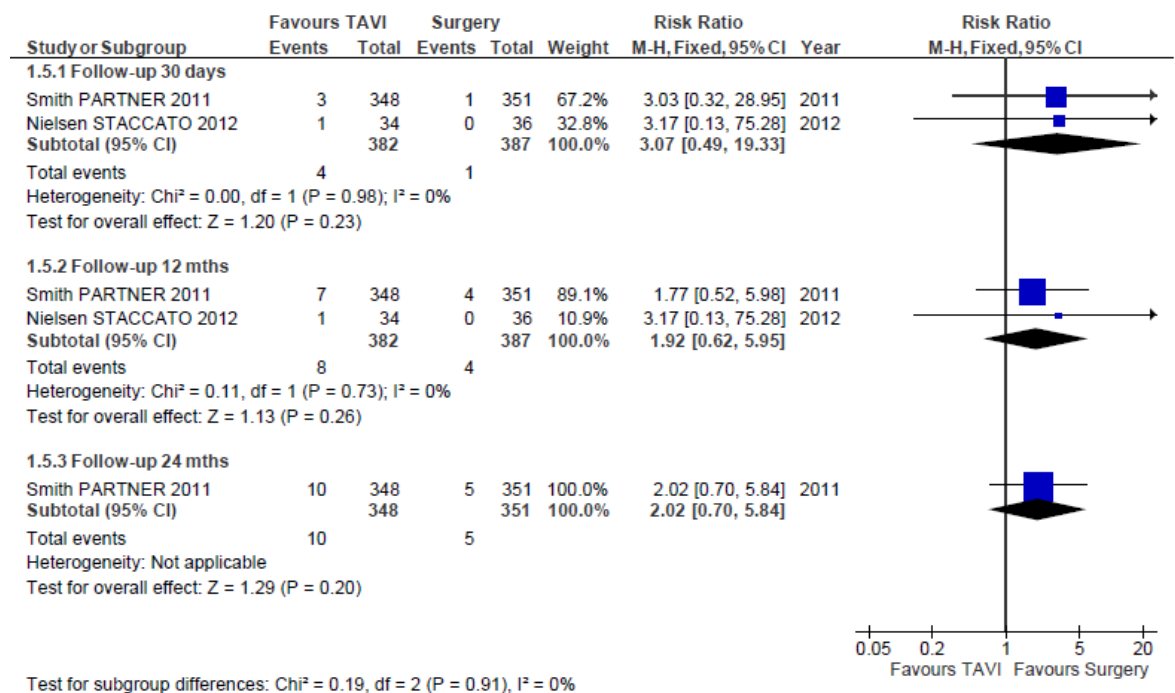 Favours TAVI Surgery Risk Ratio Risk Ratio
Study or Subgroup Events Total Events Total Weight M-H, Fixed, 95% CI Year M-H, Fixed, 95% CI
1.5.1 Follow-up 30 days
Smith PARTNER 2011 3 348 1 351 67.2% 3.03 [0.32, 28.95] 2011
Nielsen STACCATO 2012 1 34 0 36 32.8% 3.17 [0.13, 75.28] 2012
Subtotal (95% CI) 382 387 100.0% 3.07 [0.49, 19.33]
Total events 4 1
Heterogeneity: Chi² = 0.00, df = 1 (P = 0.98); I² = 0%
Test for overall effect: Z = 1.20 (P = 0.23)
1.5.2 Follow-up 12 mths
Smith PARTNER 2011 7 348 4 351 89.1% 1.77 [0.52, 5.98] 2011
Nielsen STACCATO 2012 1 34 0 36 10.9% 3.17 [0.13, 75.28] 2012
Subtotal (95% CI) 382 387 100.0% 1.92 [0.62, 5.95]
Total events 8 4
Heterogeneity: Chi² = 0.11, df = 1 (P = 0.73); I² = 0%
Test for overall effect: Z = 1.13 (P = 0.26)
1.5.3 Follow-up 24 mths
Smith PARTNER 2011 10 348 5 351 100.0% 2.02 [0.70, 5.84] 2011
Subtotal (95% CI) 348 351 100.0% 2.02 [0.70, 5.84]
Total events 10 5
Heterogeneity: Not applicable
Test for overall effect: Z = 1.29 (P = 0.20)
0.05 0.2 1 5 20
Favours TAVI Favours Surgery
Test for subgroup differences: Chi² = 0.19, df = 2 (P = 0.91), I² = 0%